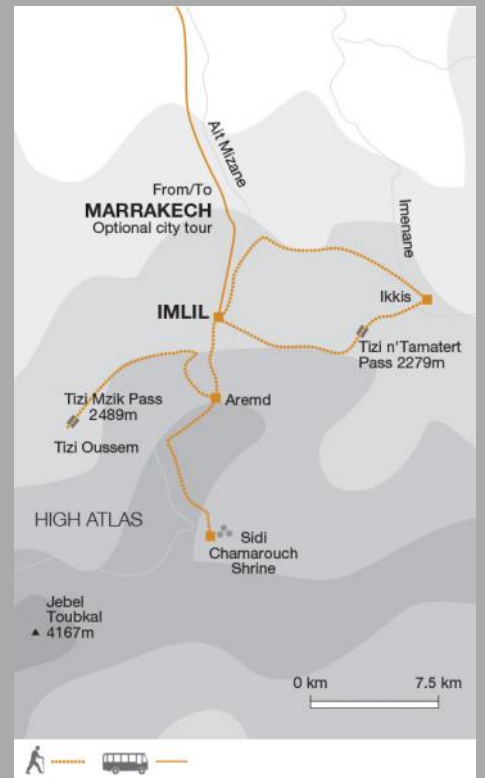 Ait Mizane
From/To
MARRAKECH
Optional city tour
Imenane
Ikkis
IMLIL
Tizi n'Tamatert
Pass 2279m
Tizi Mzik Pass
2489m
Aremd
Tizi Oussem
HIGH ATLAS
Sidi
Chamarouch
Shrine
Jebel
Toubkal
4167m
0 km 7.5 km